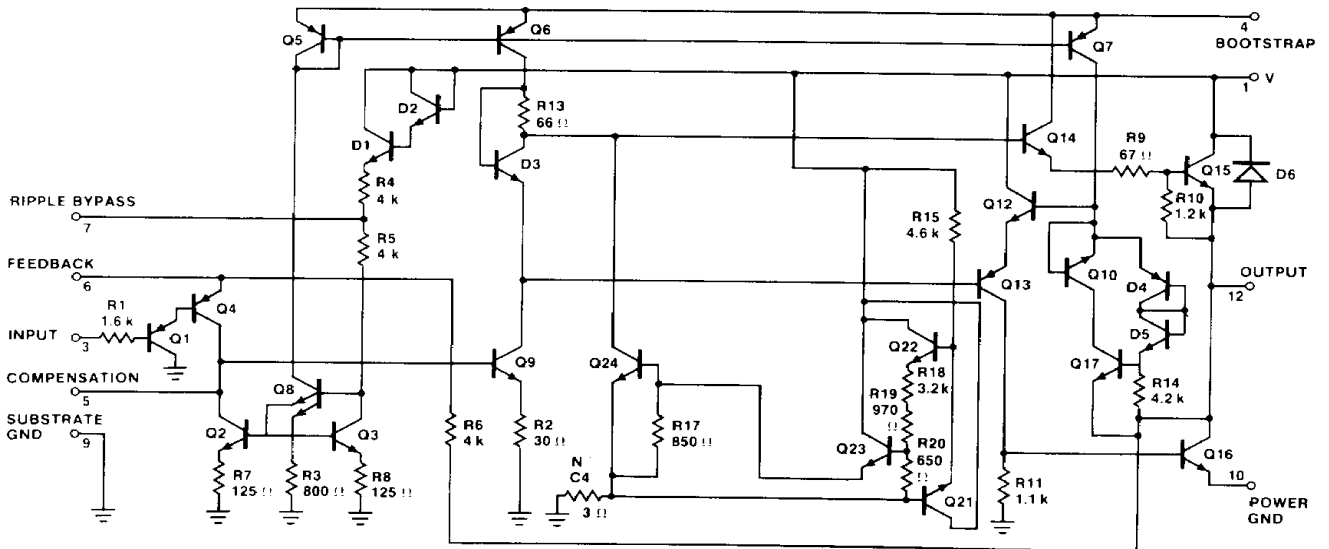 Q5
Q6
Q7
4
BOOTSTRAP
D2
1
V
R13
66 Ω
D1
Q14
R9
67 Ω
D3
Q15
D6
R4
4 k
R10
1.2 k
RIPPLE BYPASS
7
R15
4.6 k
Q12
R5
4 k
FEEDBACK
6
Q10
D4
Q4
Q13
OUTPUT
12
R1
1.6 k
D5
INPUT
3
Q1
Q22
Q9
Q24
R18
3.2k
Q17
COMPENSATION
5
Q8
R19
970
Ω
R14
4.2 k
SUBSTRATE
GND
9
Q2
Q3
R6
4 k
R2
30 Ω
R17
850 Ω
Q23
R20
650
Ω
Q16
R7
125 Ω
R3
800 Ω
R8
125 Ω
N
C4
3 Ω
Q21
R11
1.1 k
10
POWER
GND